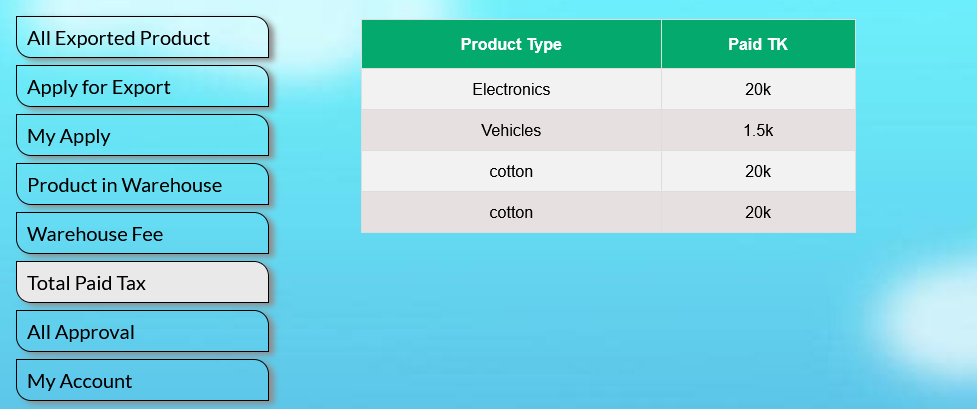 All Exported Product
Apply for Export
My Apply
Product in Warehouse
Warehouse Fee
Total Paid Tax
All Approval
My Account
Product Type Paid TK
Electronics 20k
Vehicles 1.5k
cotton 20k
cotton 20k